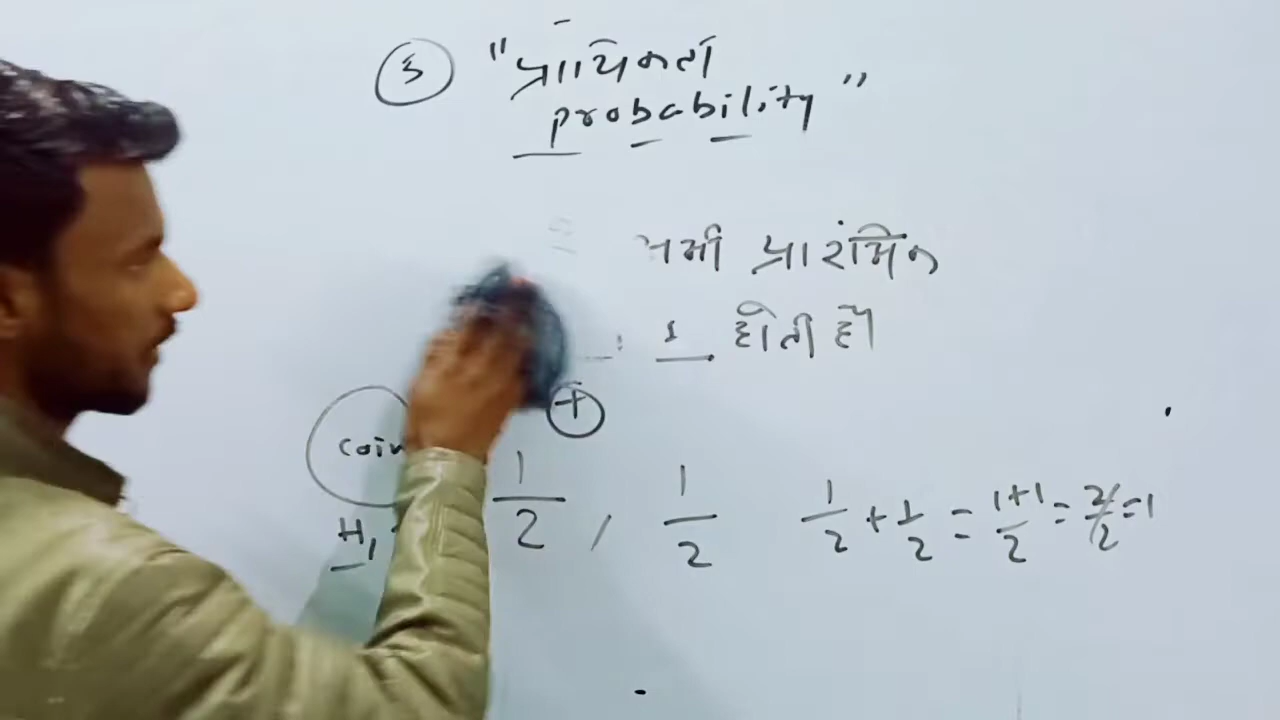 3 "प्रायिकता
probability"
सभी प्रारंभिक
1 होती है
+
coin
1/2 , 1/2 1/2 + 1/2 = 1+1/2 = 2/2 = 1
H,